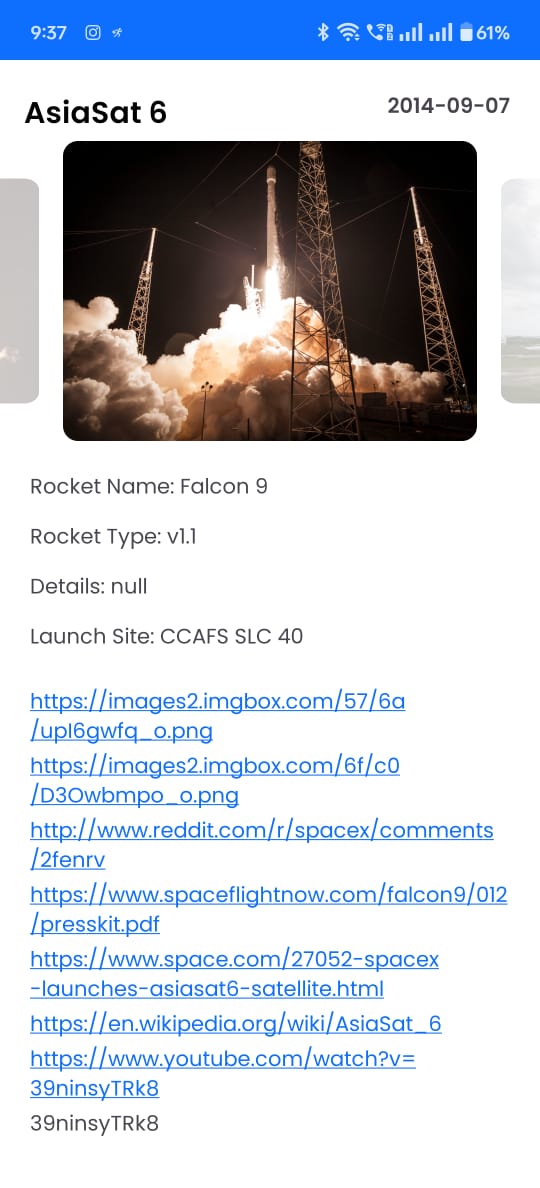 9:37
61%
AsiaSat 6
2014-09-07
Rocket Name: Falcon 9
Rocket Type: v1.1
Details: null
Launch Site: CCAFS SLC 40
https://images2.imgbox.com/57/6a
/upI6gwfq_o.png
https://images2.imgbox.com/6f/c0
/D3Owbmpo_o.png
http://www.reddit.com/r/spacex/comments
/2fenrv
https://www.spaceflightnow.com/falcon9/012
/presskit.pdf
https://www.space.com/27052-spacex
-launches-asiasat6-satellite.html
https://en.wikipedia.org/wiki/AsiaSat_6
https://www.youtube.com/watch?v=
39ninsyTRk8
39ninsyTRk8